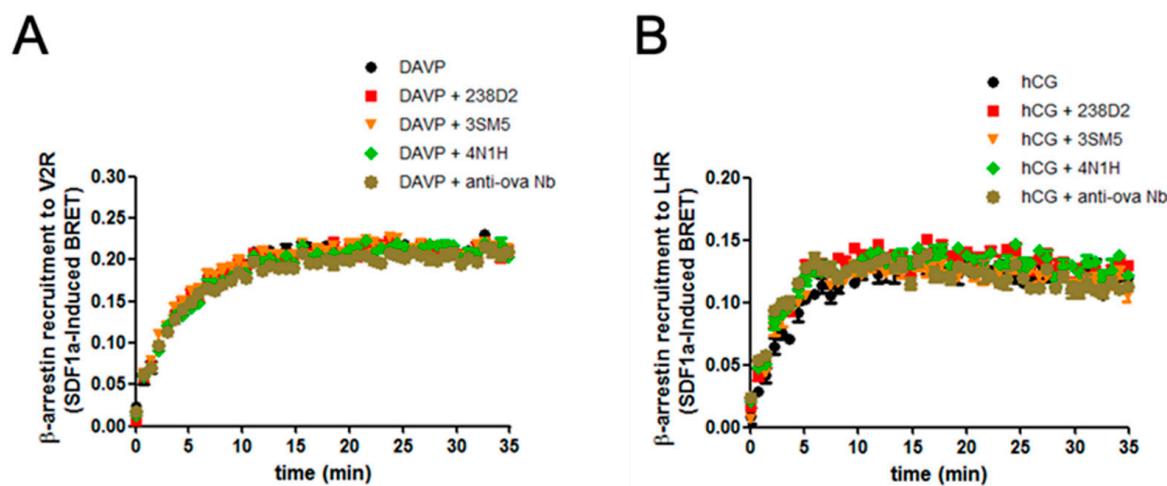 A
DAVP
DAVP + 238D2
DAVP + 3SM5
DAVP + 4N1H
DAVP + anti-ova Nb
β-arrestin recruitment to V2R
(SDF1a-Induced BRET)
0.30
0.25
0.20
0.15
0.10
0.05
0.00
0 5 10 15 20 25 30 35
time (min)
B
hCG
hCG + 238D2
hCG + 3SM5
hCG + 4N1H
hCG + anti-ova Nb
β-arrestin recruitment to LHR
(SDF1a-Induced BRET)
0.20
0.15
0.10
0.05
0.00
0 5 10 15 20 25 30 35
time (min)